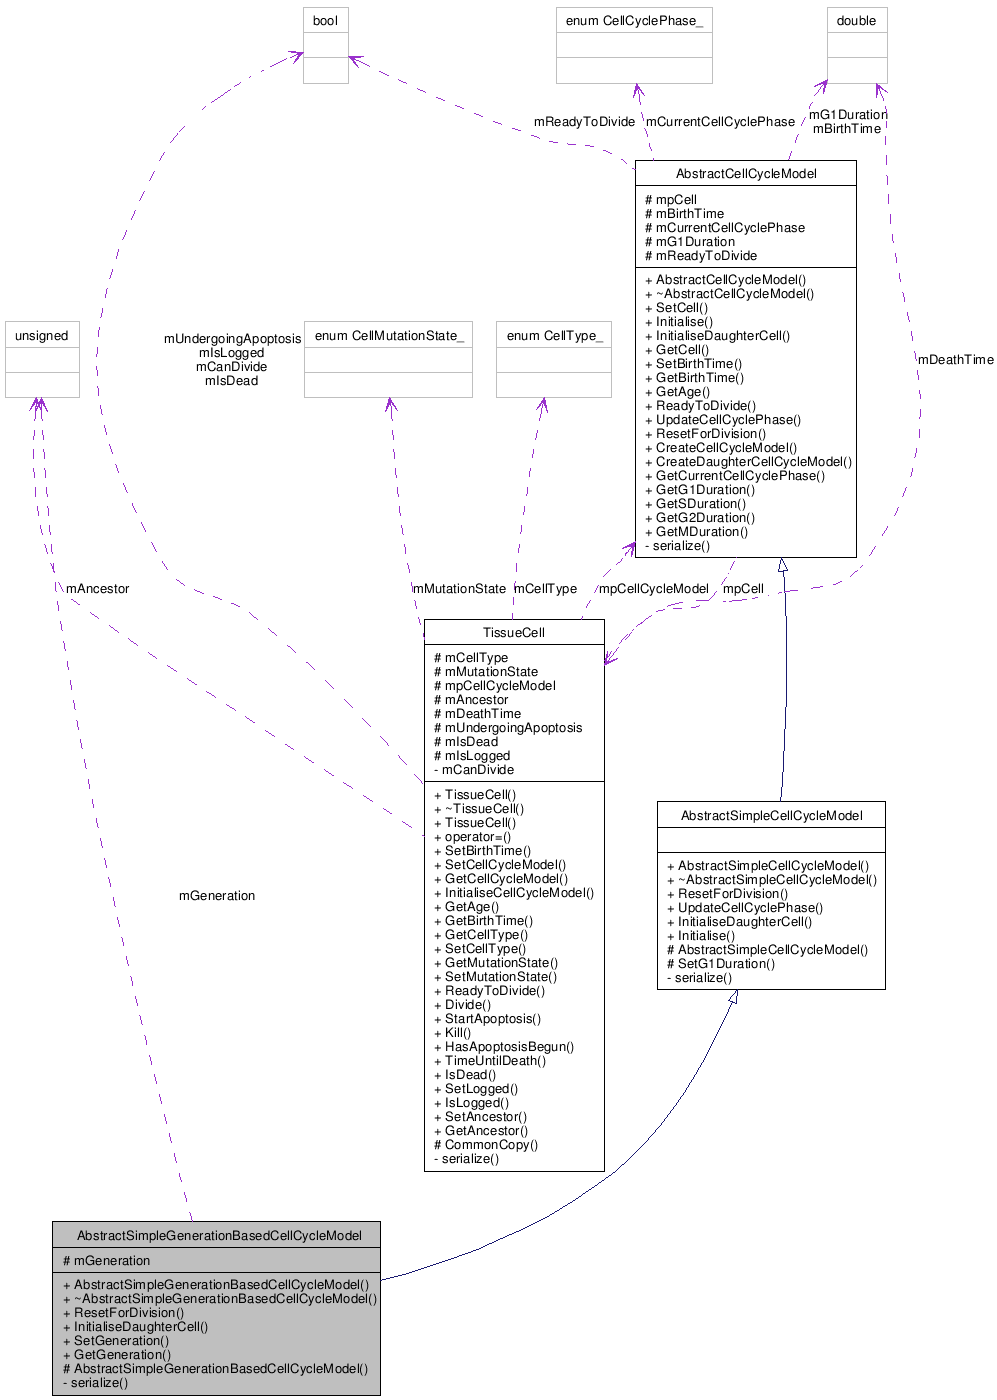 bool
enum CellCyclePhase_
double
mReadyToDivide
mCurrentCellCyclePhase
mG1Duration
mBirthTime
AbstractCellCycleModel
# mpCell
# mBirthTime
# mCurrentCellCyclePhase
# mG1Duration
# mReadyToDivide
+ AbstractCellCycleModel()
+ ~AbstractCellCycleModel()
+ SetCell()
+ Initialise()
+ InitialiseDaughterCell()
+ GetCell()
+ SetBirthTime()
+ GetBirthTime()
+ GetAge()
+ ReadyToDivide()
+ UpdateCellCyclePhase()
+ ResetForDivision()
+ CreateCellCycleModel()
+ CreateDaughterCellCycleModel()
+ GetCurrentCellCyclePhase()
+ GetG1Duration()
+ GetSDuration()
+ GetG2Duration()
+ GetMDuration()
- serialize()
unsigned
mUndergoingApoptosis
mIsLogged
mCanDivide
mIsDead
enum CellMutationState_
enum CellType_
mDeathTime
mAncestor
mMutationState
mCellType
mpCellCycleModel
mpCell
TissueCell
# mCellType
# mMutationState
# mpCellCycleModel
# mAncestor
# mDeathTime
# mUndergoingApoptosis
# mIsDead
# mIsLogged
- mCanDivide
+ TissueCell()
+ ~TissueCell()
+ TissueCell()
+ operator=()
+ SetBirthTime()
+ SetCellCycleModel()
+ GetCellCycleModel()
+ InitialiseCellCycleModel()
+ GetAge()
+ GetBirthTime()
+ GetCellType()
+ SetCellType()
+ GetMutationState()
+ SetMutationState()
+ ReadyToDivide()
+ Divide()
+ StartApoptosis()
+ Kill()
+ HasApoptosisBegun()
+ TimeUntilDeath()
+ IsDead()
+ SetLogged()
+ IsLogged()
+ SetAncestor()
+ GetAncestor()
# CommonCopy()
- serialize()
AbstractSimpleCellCycleModel
+ AbstractSimpleCellCycleModel()
+ ~AbstractSimpleCellCycleModel()
+ ResetForDivision()
+ UpdateCellCyclePhase()
+ InitialiseDaughterCell()
+ Initialise()
# AbstractSimpleCellCycleModel()
# SetG1Duration()
- serialize()
mGeneration
AbstractSimpleGenerationBasedCellCycleModel
# mGeneration
+ AbstractSimpleGenerationBasedCellCycleModel()
+ ~AbstractSimpleGenerationBasedCellCycleModel()
+ ResetForDivision()
+ InitialiseDaughterCell()
+ SetGeneration()
+ GetGeneration()
# AbstractSimpleGenerationBasedCellCycleModel()
- serialize()